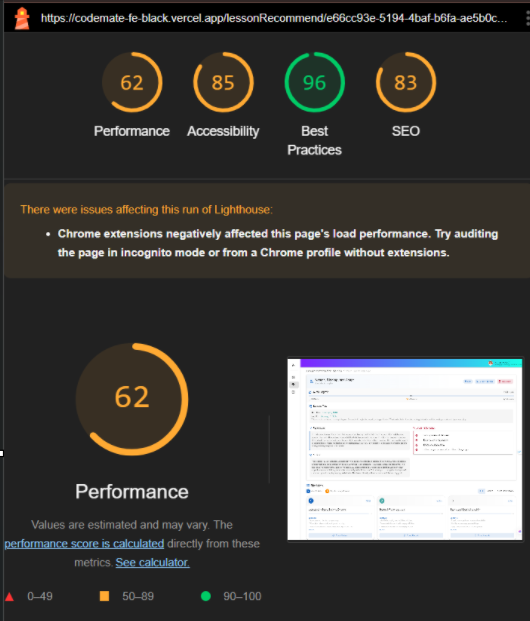 https://codemate-fe-black.vercel.app/lessonRecommend/e66cc93e-5194-4baf-b6fa-ae5b0c...
62 85 96 83
Performance Accessibility Best Practices SEO
There were issues affecting this run of Lighthouse:
• Chrome extensions negatively affected this page's load performance. Try auditing
the page in incognito mode or from a Chrome profile without extensions.
62
Performance
Values are estimated and may vary. The
performance score is calculated directly from these
metrics. See calculator.
0–49 50–89 90–100